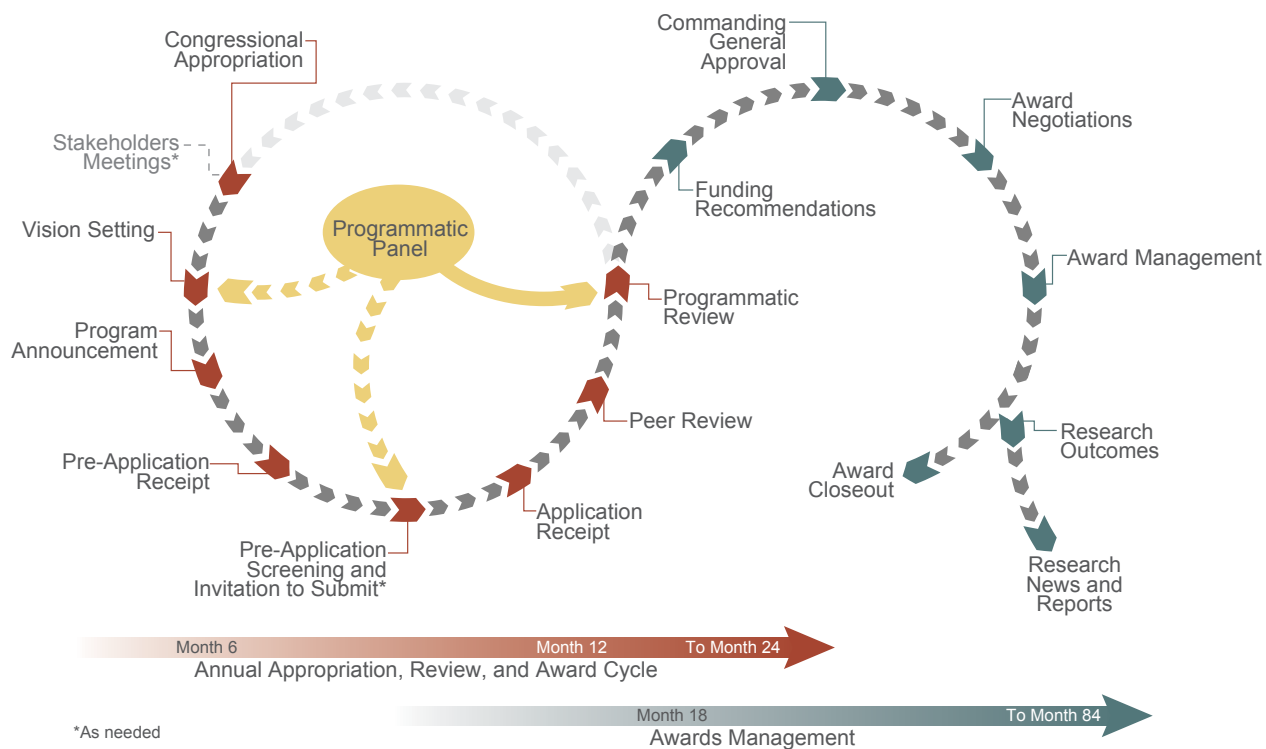 Congressional
Appropriation
Stakeholders
Meetings*
Vision Setting
Program
Announcement
Pre-Application
Receipt
Pre-Application
Screening and
Invitation to Submit*
Application
Receipt
Peer Review
Programmatic
Review
Programmatic
Panel
Funding
Recommendations
Commanding
General
Approval
Award
Negotiations
Award Management
Research
Outcomes
Award
Closeout
Research
News and
Reports
Month 6
Month 12
To Month 24
Annual Appropriation, Review, and Award Cycle
Month 18
To Month 84
Awards Management
*As needed